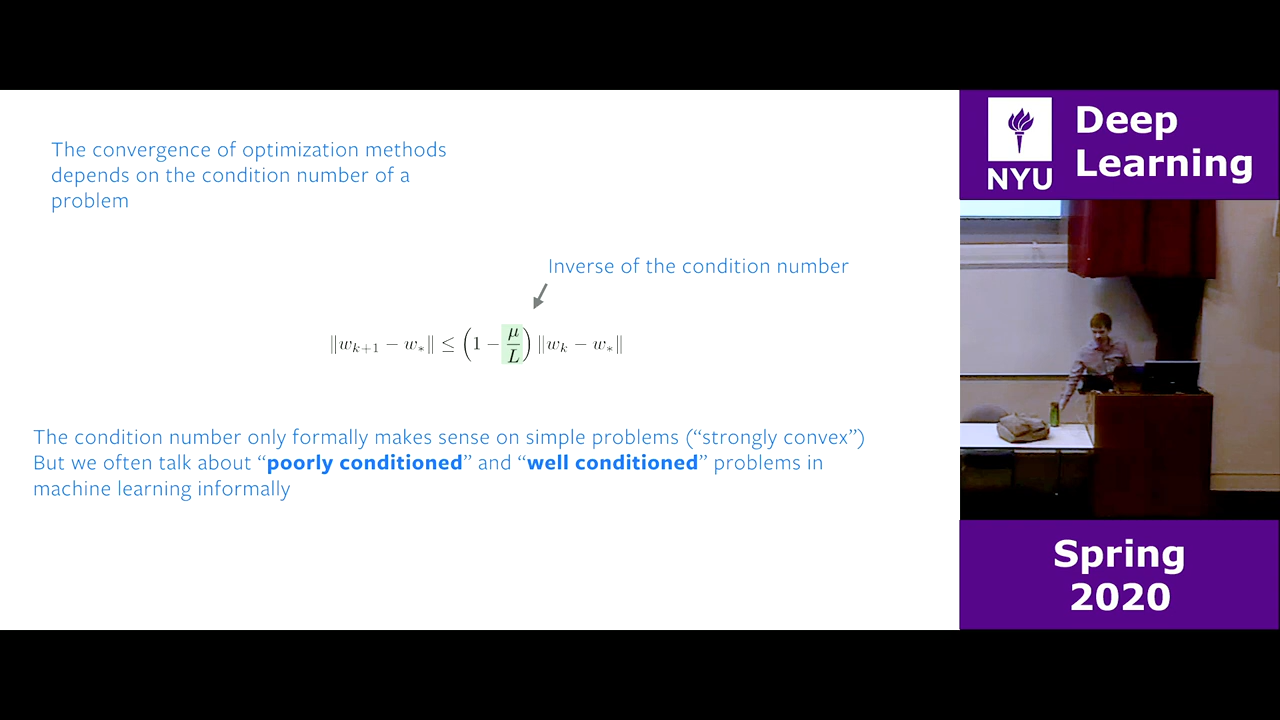 The convergence of optimization methods
depends on the condition number of a
problem
Inverse of the condition number
‖w_{k+1} − w_*‖ ≤ (1 − μ/L) ‖w_k − w_*‖
The condition number only formally makes sense on simple problems (“strongly convex”)
But we often talk about “poorly conditioned” and “well conditioned” problems in
machine learning informally
NYU
Deep
Learning
Spring
2020